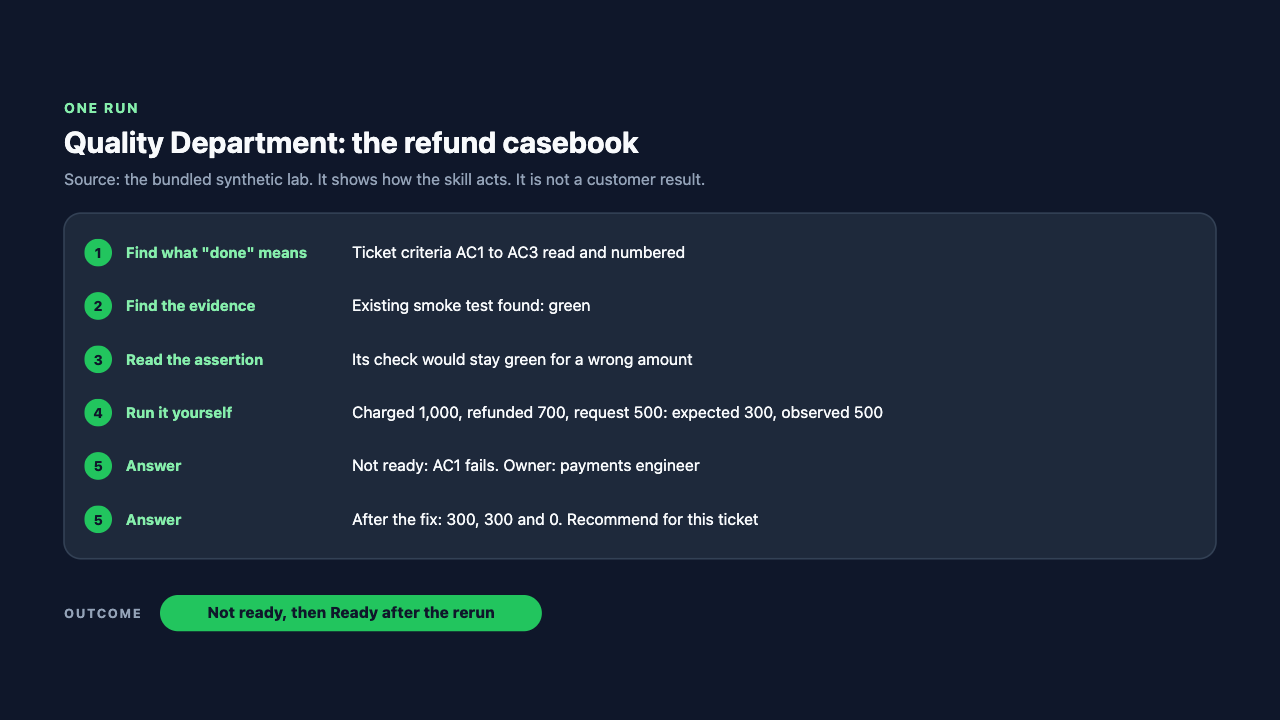 ONE RUN
Quality Department: the refund casebook
Source: the bundled synthetic lab. It shows how the skill acts. It is not a customer result.
1 Find what "done" means Ticket criteria AC1 to AC3 read and numbered
2 Find the evidence Existing smoke test found: green
3 Read the assertion Its check would stay green for a wrong amount
4 Run it yourself Charged 1,000, refunded 700, request 500: expected 300, observed 500
5 Answer Not ready: AC1 fails. Owner: payments engineer
5 Answer After the fix: 300, 300 and 0. Recommend for this ticket
OUTCOME Not ready, then Ready after the rerun